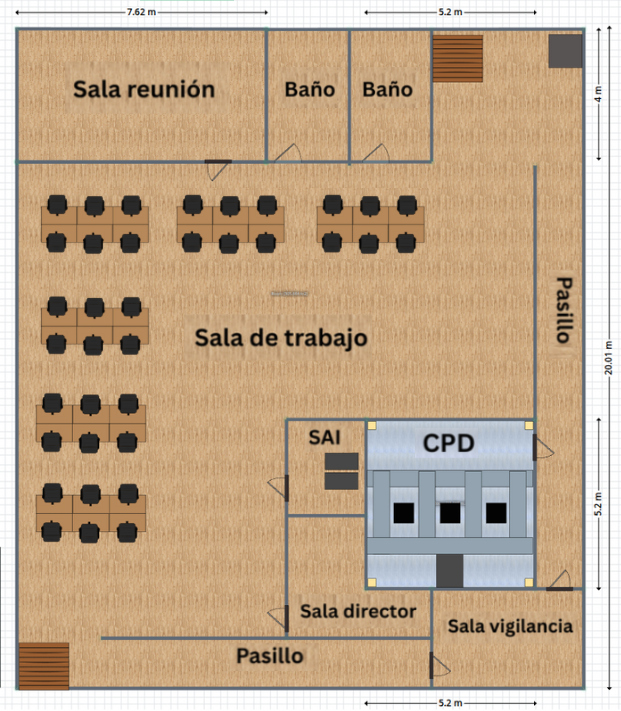 7.62 m
5.2 m
Sala reunión
Baño
Baño
4 m
Pasillo
Sala de trabajo
20.01 m
SAI
CPD
5.2 m
Sala director
Sala vigilancia
Pasillo
5.2 m